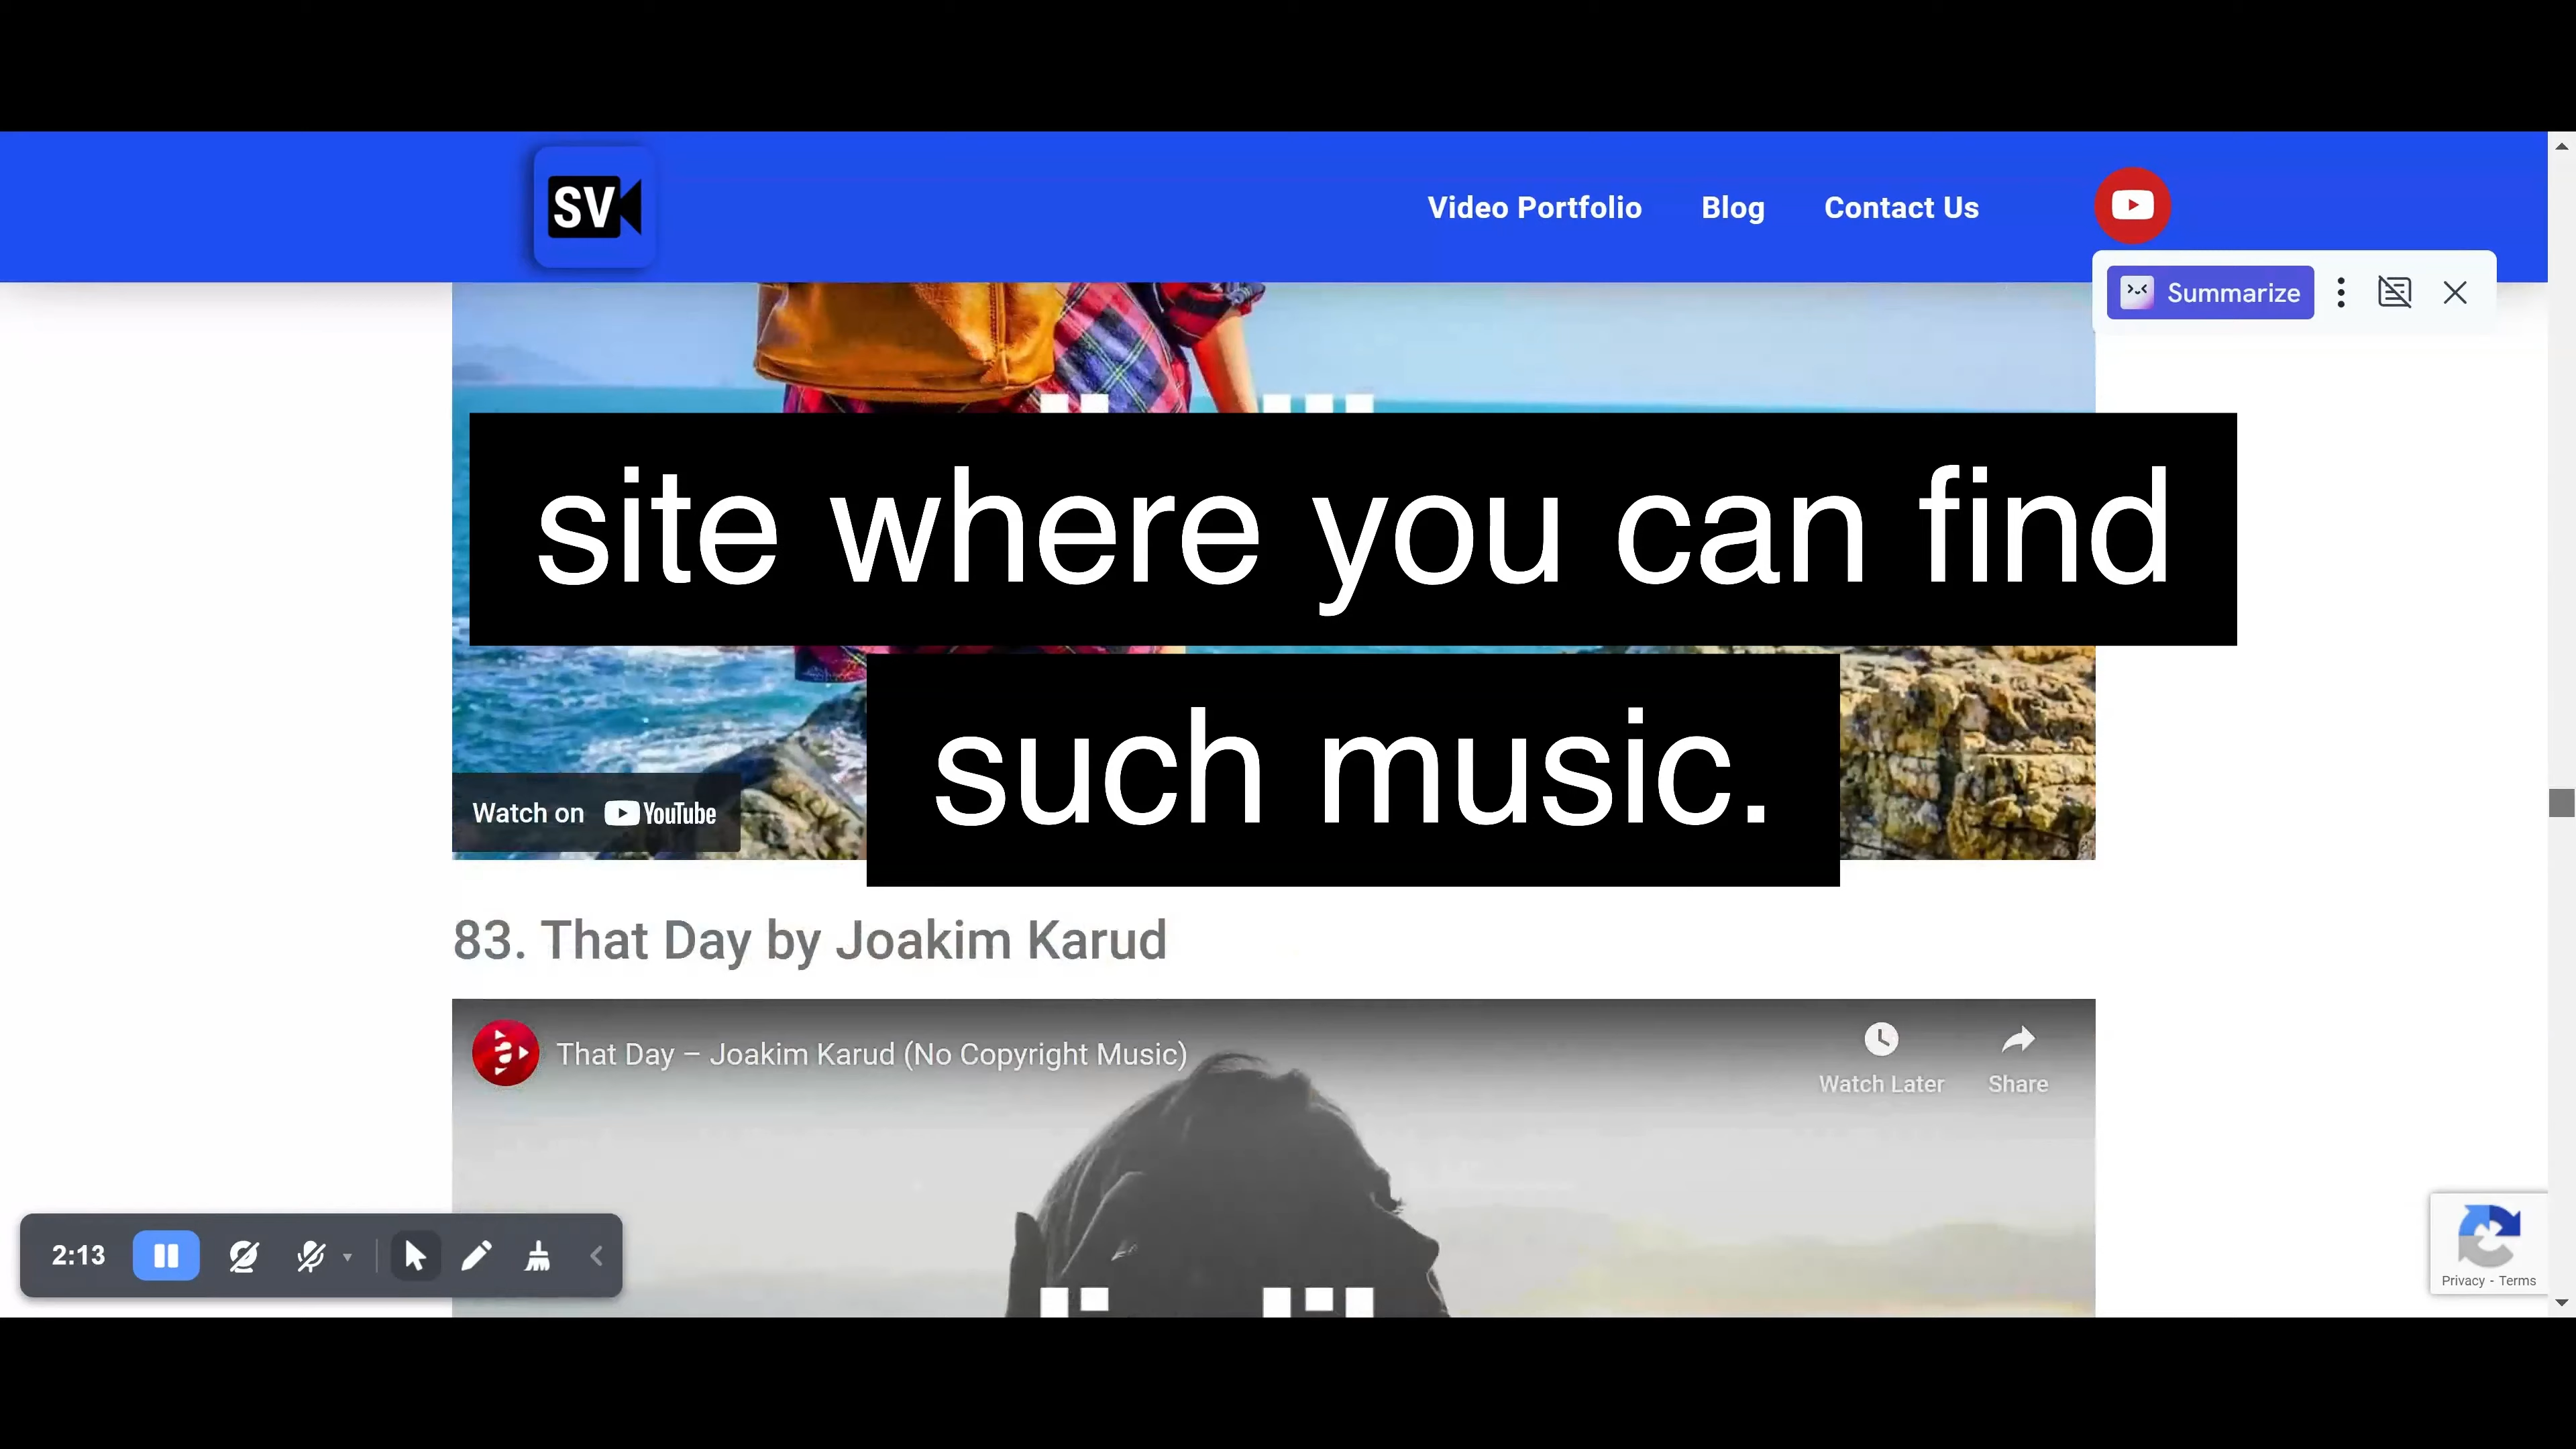 SV
Video Portfolio Blog Contact Us
Summarize
site where you can find
such music.
Watch on YouTube
83. That Day by Joakim Karud
That Day – Joakim Karud (No Copyright Music)
Watch Later Share
2:13
Privacy - Terms